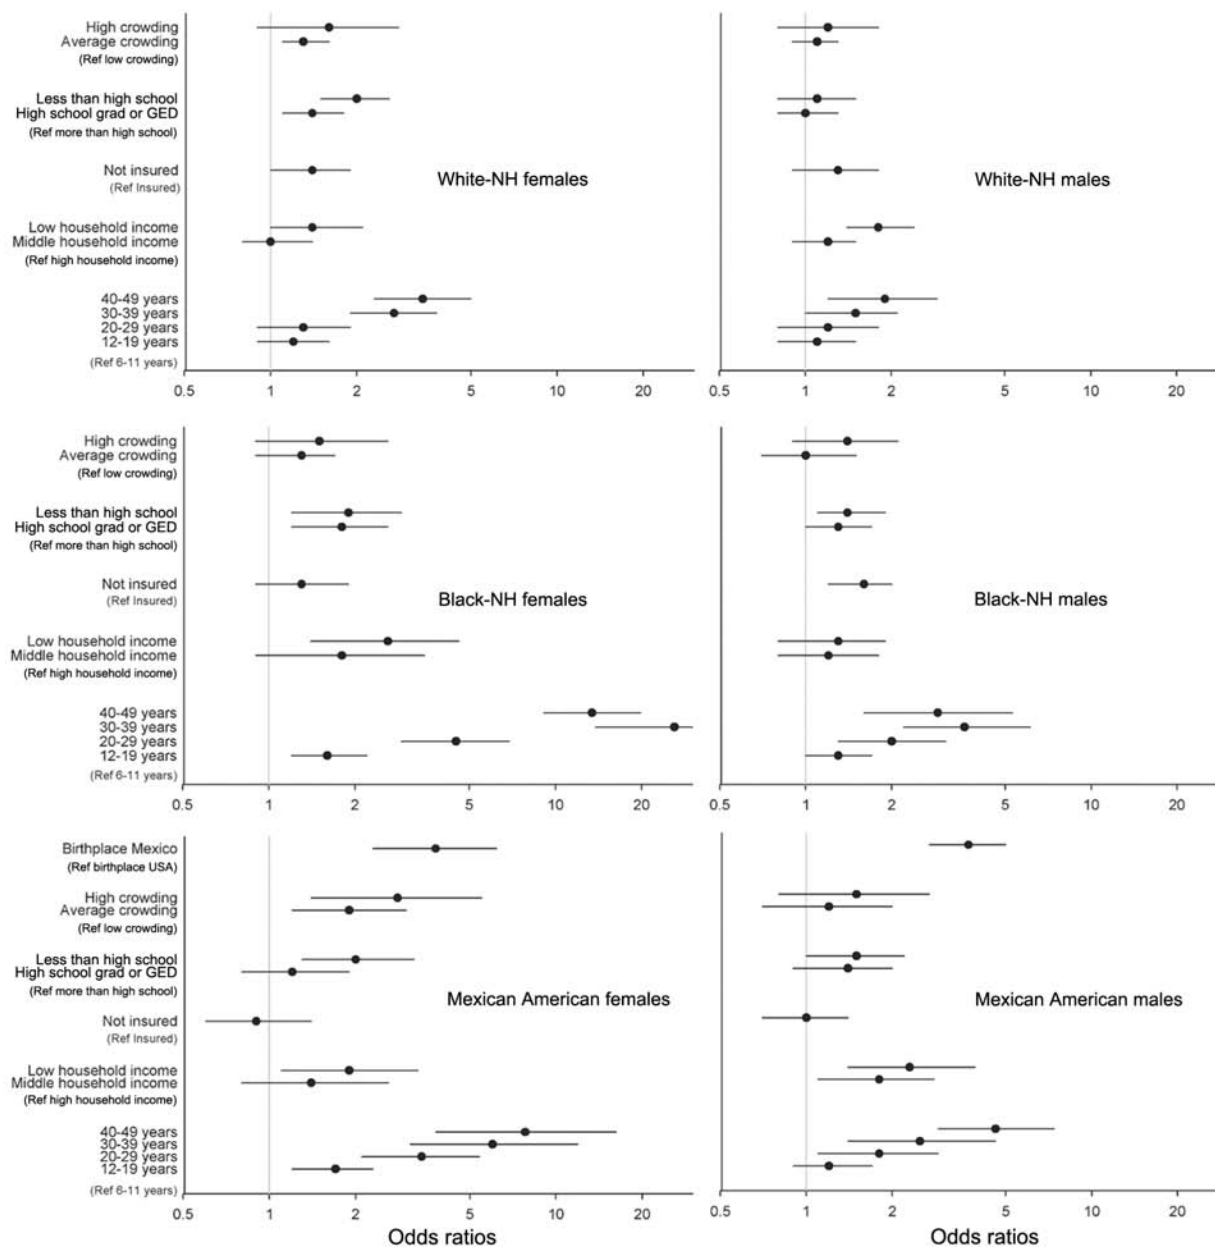 High crowding
Average crowding
(Ref low crowding)
Less than high school
High school grad or GED
(Ref more than high school)
Not insured
(Ref Insured)
White-NH females
Low household income
Middle household income
(Ref high household income)
40-49 years
30-39 years
20-29 years
12-19 years
(Ref 6-11 years)
0.5 1 2 5 10 20
White-NH males
0.5 1 2 5 10 20
High crowding
Average crowding
(Ref low crowding)
Less than high school
High school grad or GED
(Ref more than high school)
Not insured
(Ref Insured)
Black-NH females
Low household income
Middle household income
(Ref high household income)
40-49 years
30-39 years
20-29 years
12-19 years
(Ref 6-11 years)
0.5 1 2 5 10 20
Black-NH males
0.5 1 2 5 10 20
Birthplace Mexico
(Ref birthplace USA)
High crowding
Average crowding
(Ref low crowding)
Less than high school
High school grad or GED
(Ref more than high school)
Mexican American females
Not insured
(Ref Insured)
Low household income
Middle household income
(Ref high household income)
40-49 years
30-39 years
20-29 years
12-19 years
(Ref 6-11 years)
0.5 1 2 5 10 20
Odds ratios
Mexican American males
0.5 1 2 5 10 20
Odds ratios